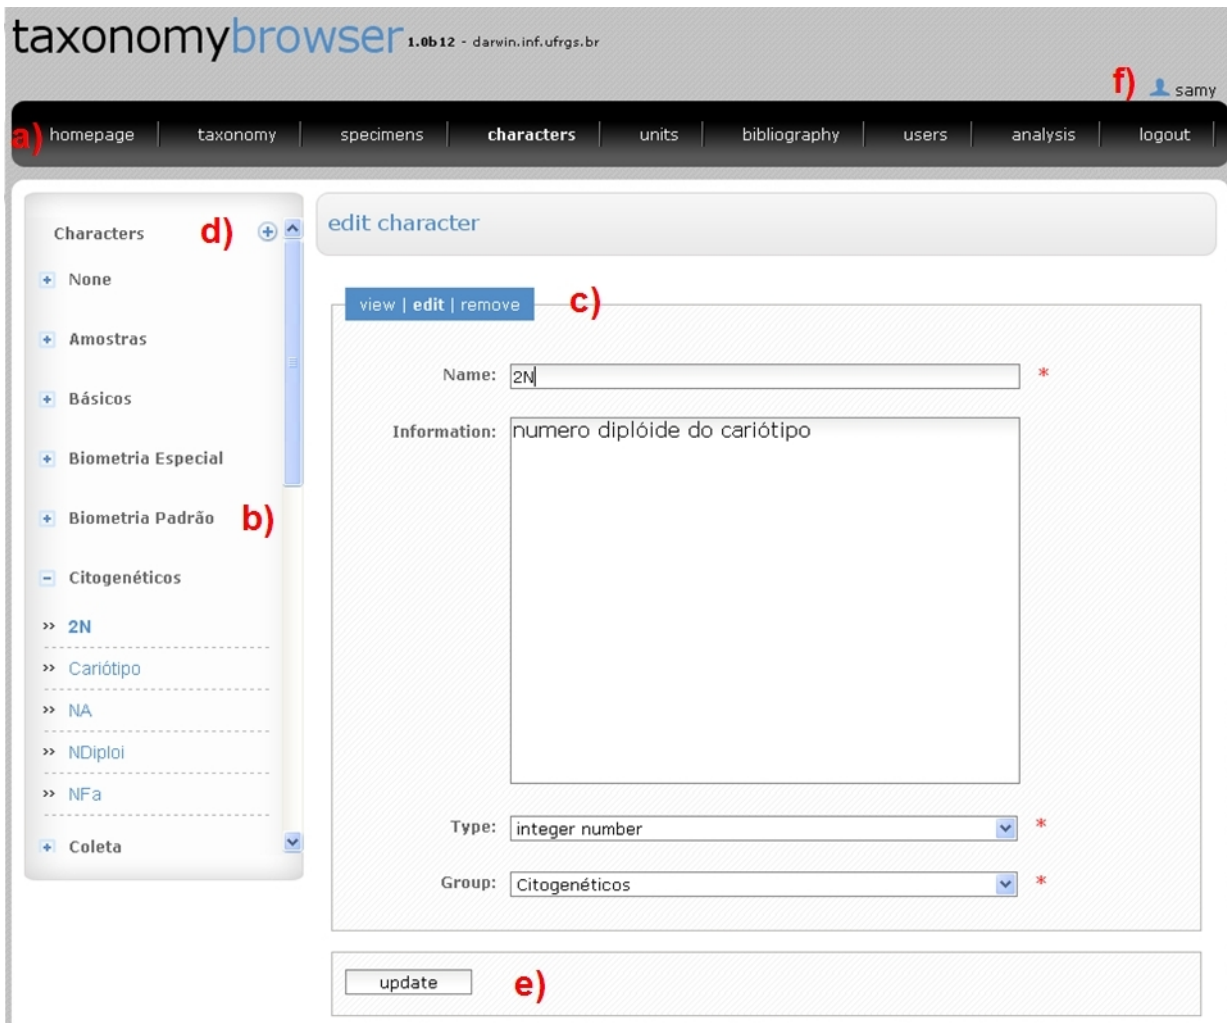 taxonomybrowser 1.0b12 - darwin.inf.ufrgs.br
f) samy
a) homepage taxonomy specimens characters units bibliography users analysis logout
Characters d)
None
Amostras
Básicos
Biometria Especial
Biometria Padrão b)
Citogenéticos
>> 2N
>> Cariótipo
>> NA
>> NDiploi
>> NFa
Coleta
edit character
view | edit | remove c)
Name: 2N *
Information: numero diplóide do cariótipo
Type: integer number *
Group: Citogenéticos *
update e)